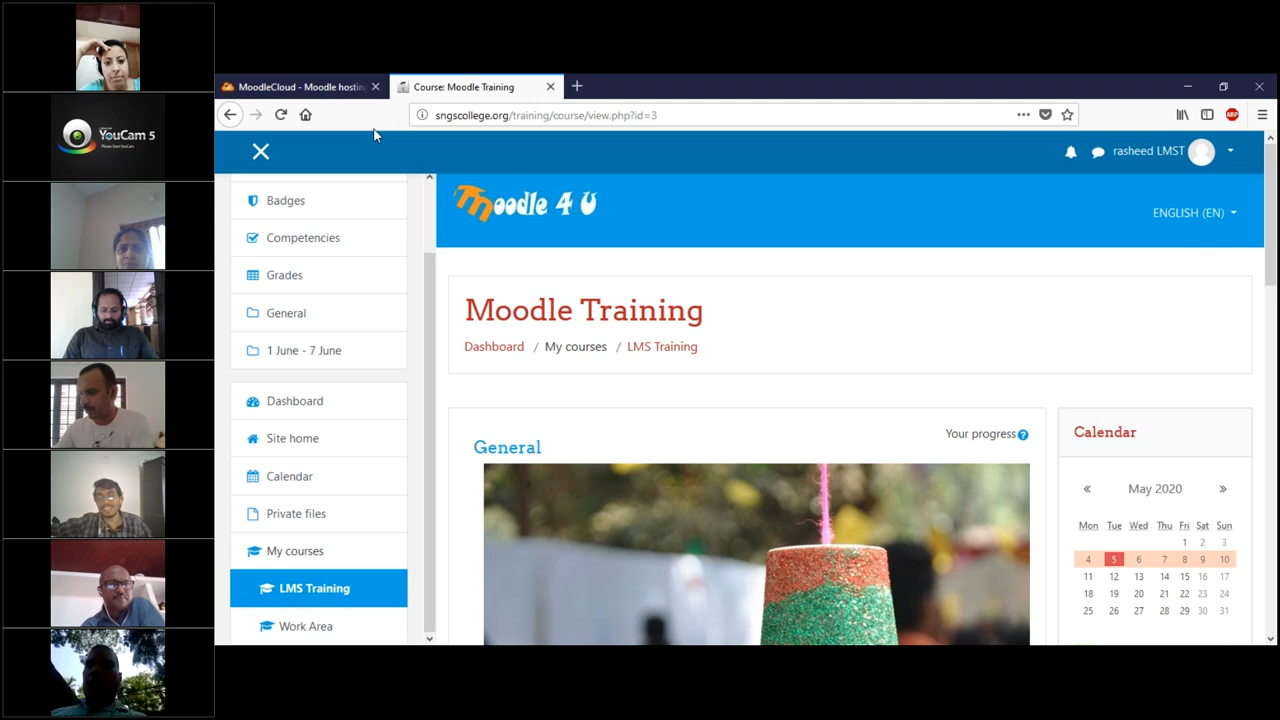 YouCam 5
MoodleCloud - Moodle hostin
Course: Moodle Training
sngscollege.org/training/course/view.php?id=3
ABP
rasheed LMST
Badges
Competencies
Grades
General
1 June - 7 June
Dashboard
Site home
Calendar
Private files
My courses
LMS Training
Work Area
Moodle 4 U
ENGLISH (EN)
Moodle Training
Dashboard / My courses / LMS Training
General
Your progress
Calendar
« May 2020 »
Mon Tue Wed Thu Fri Sat Sun
1 2 3
4 5 6 7 8 9 10
11 12 13 14 15 16 17
18 19 20 21 22 23 24
25 26 27 28 29 30 31